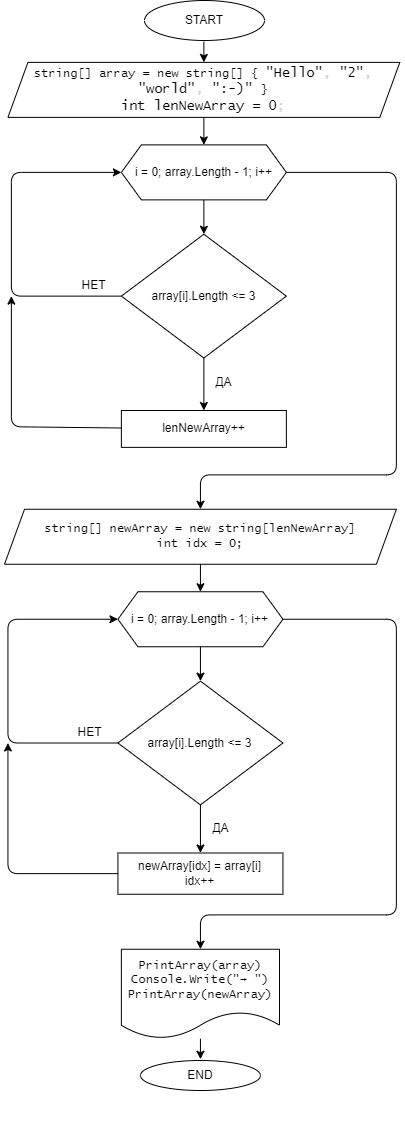 START
string[] array = new string[] { "Hello", "2",
"world", ":-)" }
int lenNewArray = 0;
i = 0; array.Length - 1; i++
НЕТ
array[i].Length <= 3
ДА
lenNewArray++
string[] newArray = new string[lenNewArray]
int idx = 0;
i = 0; array.Length - 1; i++
НЕТ
array[i].Length <= 3
ДА
newArray[idx] = array[i]
idx++
PrintArray(array)
Console.Write("→ ")
PrintArray(newArray)
END